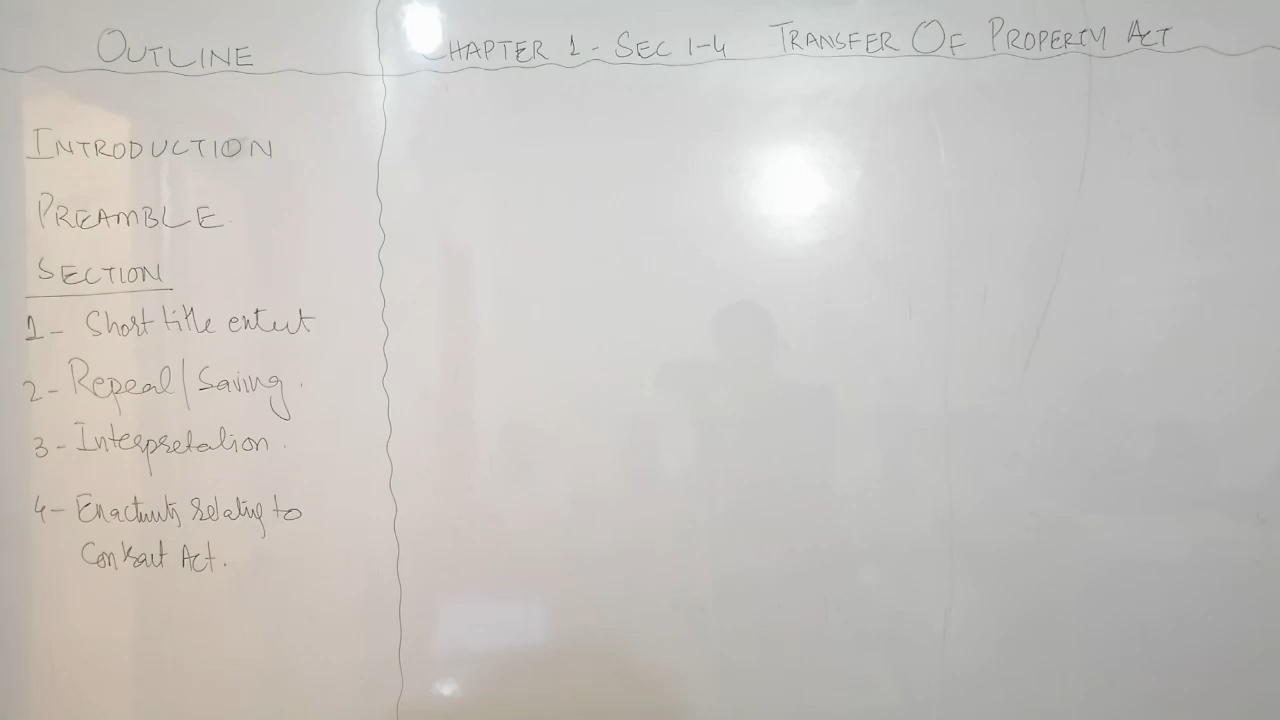 OUTLINE
CHAPTER 1 - SEC 1-4 TRANSFER OF PROPERTY ACT
INTRODUCTION
PREAMBLE
SECTION
1 - Short title extent
2 - Repeal / Saving.
3 - Interpretation.
4 - Enactments relating to
Contract Act.